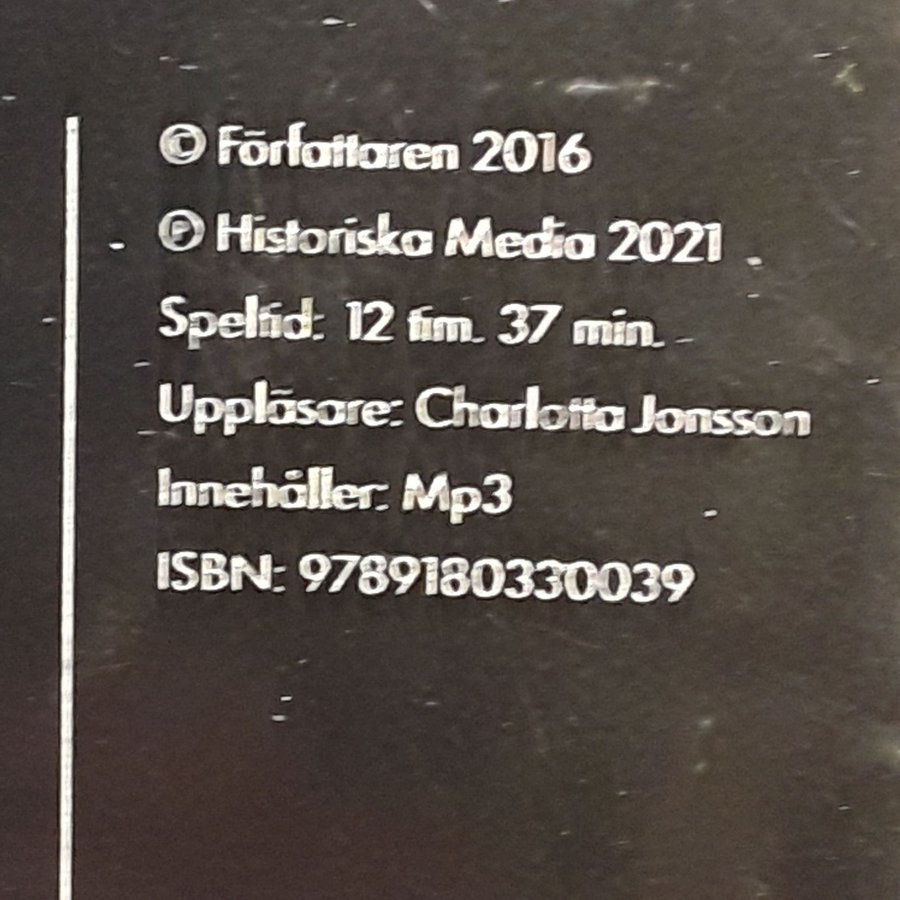 © Författaren 2016
℗ Historiska Media 2021
Speltid: 12 tim. 37 min.
Uppläsare: Charlotta Jonsson
Innehåller: Mp3
ISBN: 9789180330039